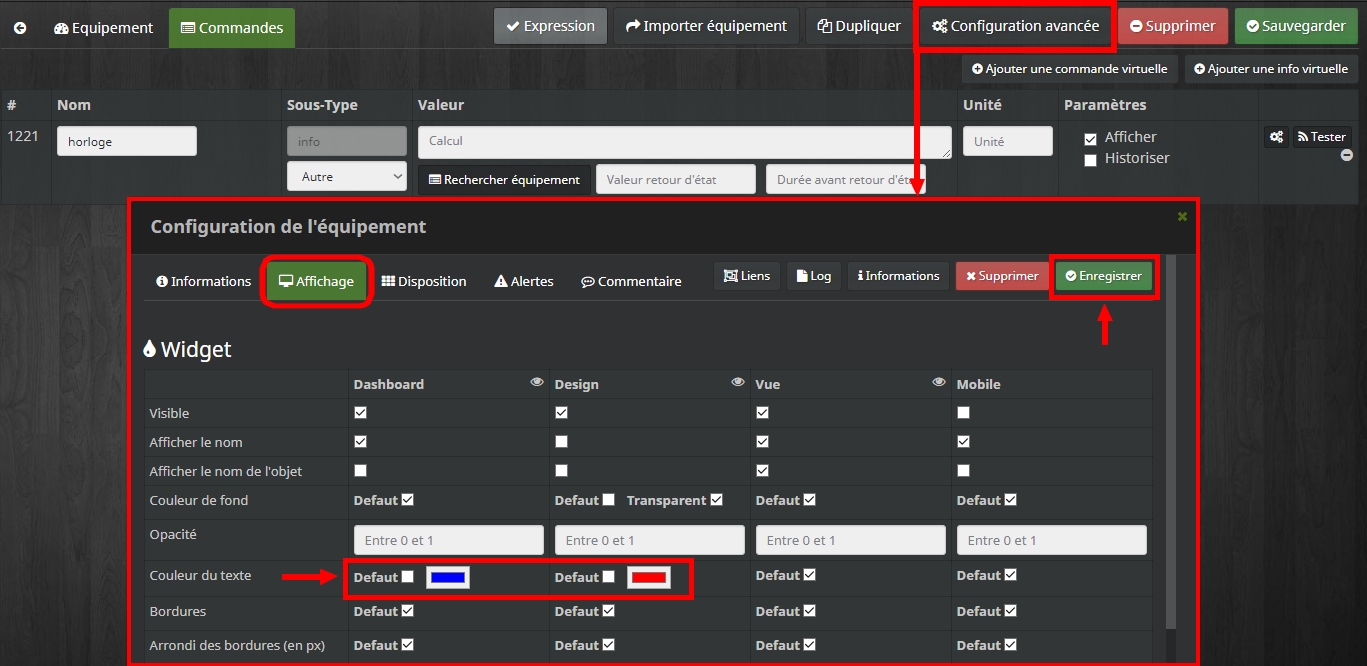 Equipement Commandes Expression Importer équipement Dupliquer Configuration avancée Supprimer Sauvegarder
Ajouter une commande virtuelle Ajouter une info virtuelle
# Nom Sous-Type Valeur Unité Paramètres
1221 horloge info Calcul Unité Afficher Tester
Historiser
Autre Rechercher équipement Valeur retour d'état Durée avant retour d'éta
Configuration de l'équipement
Informations Affichage Disposition Alertes Commentaire Liens Log Informations Supprimer Enregistrer
Widget
Dashboard Design Vue Mobile
Visible
Afficher le nom
Afficher le nom de l'objet
Couleur de fond Defaut Defaut Transparent Defaut Defaut
Opacité Entre 0 et 1 Entre 0 et 1 Entre 0 et 1 Entre 0 et 1
Couleur du texte Defaut Defaut Defaut Defaut
Bordures Defaut Defaut Defaut Defaut
Arrondi des bordures (en px) Defaut Defaut Defaut Defaut